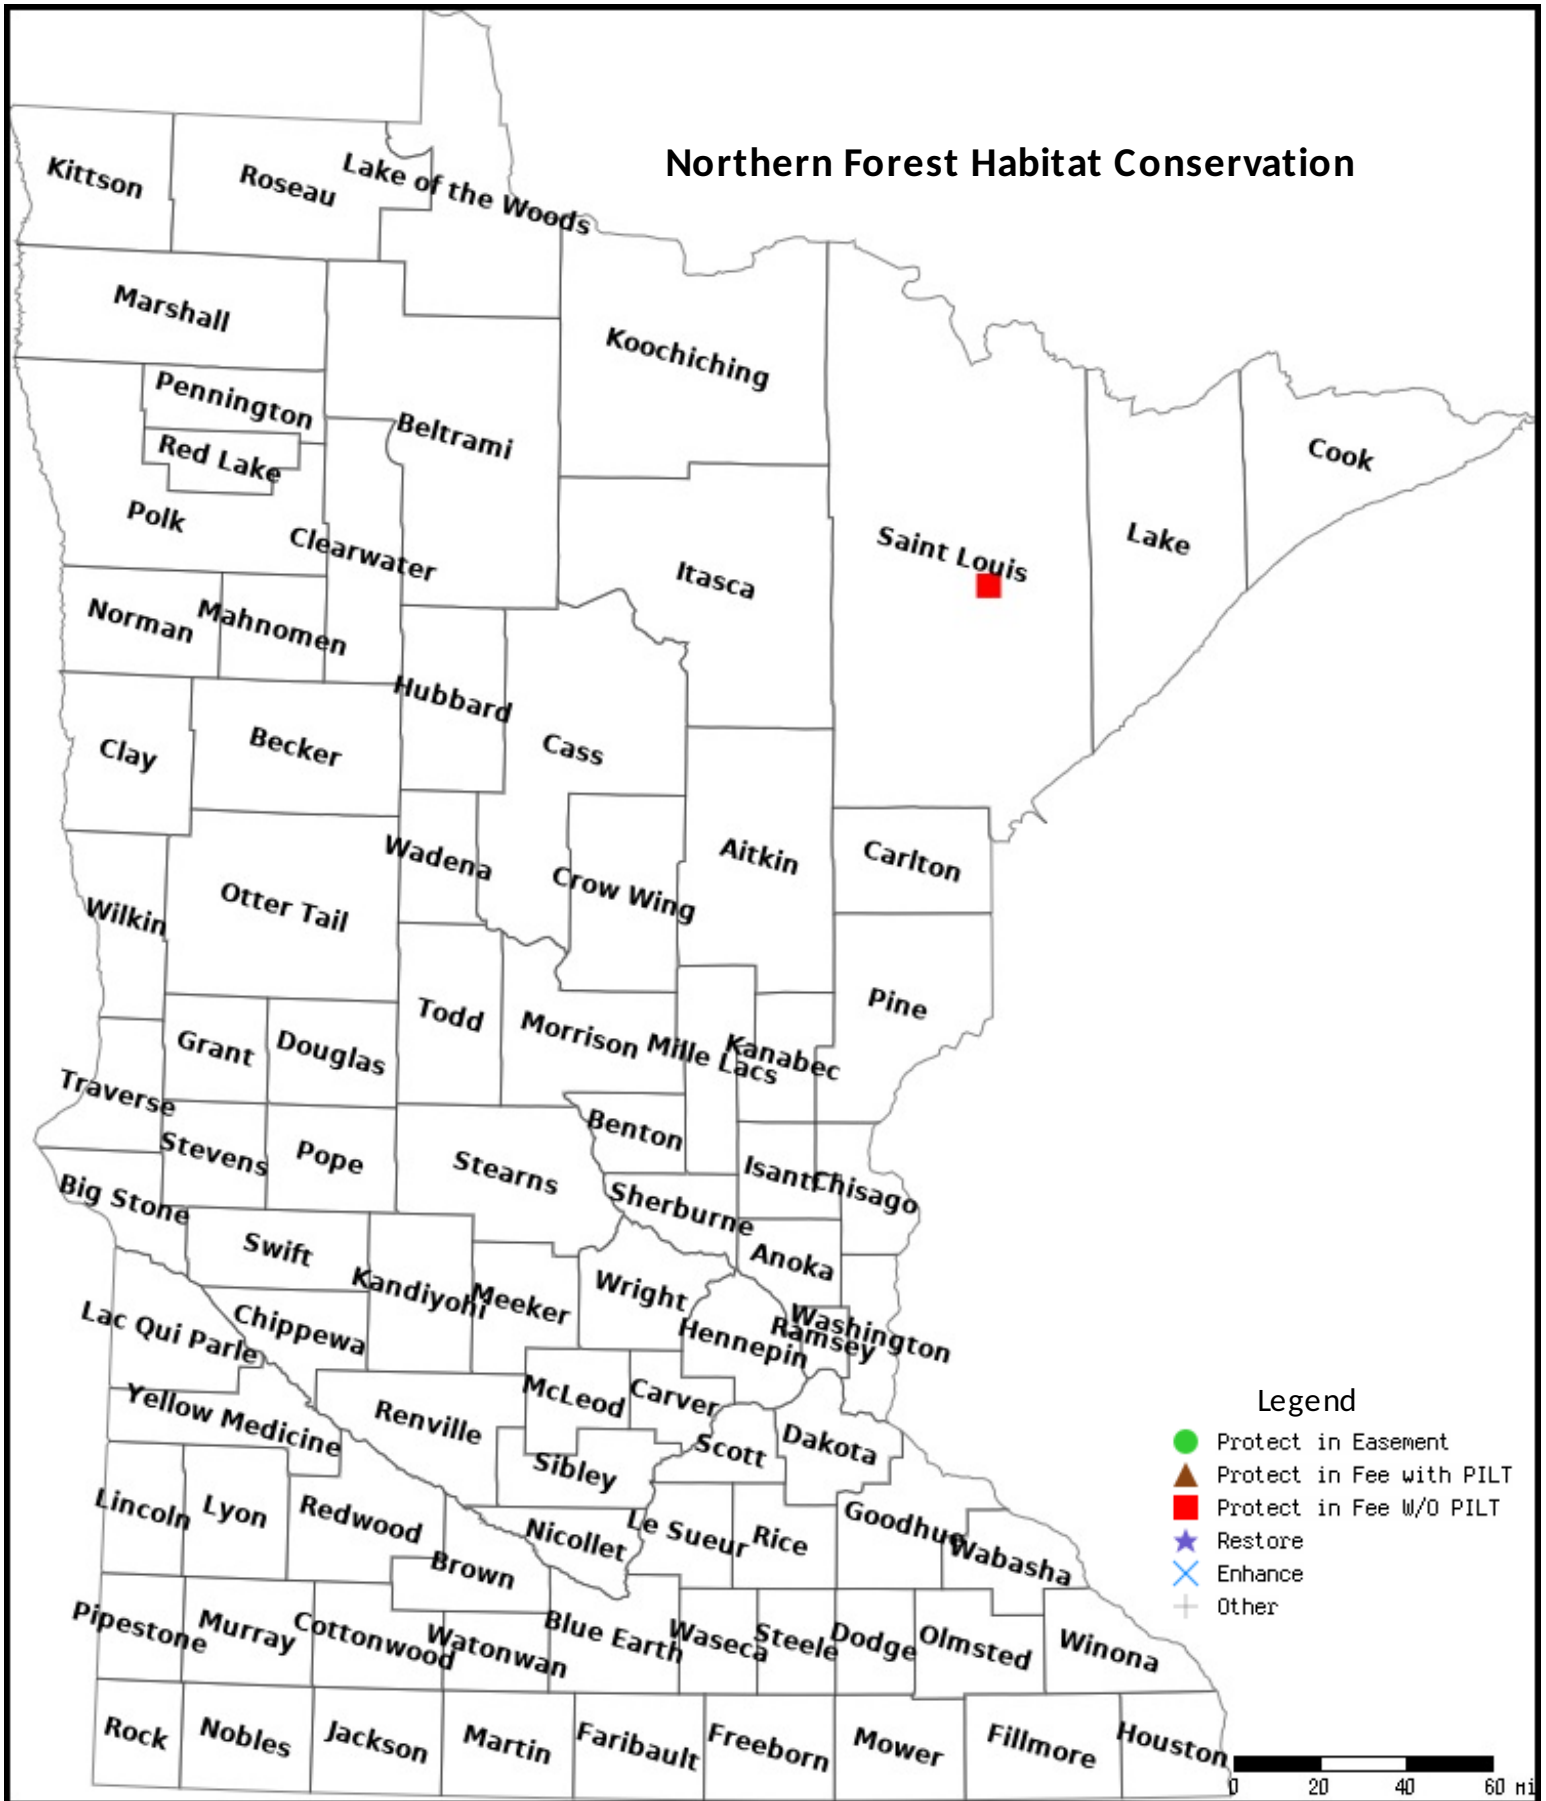 Northern Forest Habitat Conservation
Kittson
Roseau
Lake of the Woods
Marshall
Koochiching
Pennington
Beltrami
Red Lake
Cook
Polk
Clearwater
Saint Louis
Lake
Itasca
Norman
Mahnomen
Hubbard
Clay
Becker
Cass
Wadena
Aitkin
Carlton
Otter Tail
Crow Wing
Wilkin
Pine
Todd
Morrison
Mille Lacs
Kanabec
Grant
Douglas
Traverse
Benton
Stevens
Pope
Stearns
Isanti
Chisago
Big Stone
Sherburne
Swift
Anoka
Kandiyohi
Meeker
Wright
Washington
Ramsey
Hennepin
Lac Qui Parle
Chippewa
McLeod
Carver
Yellow Medicine
Renville
Scott
Dakota
Sibley
Lincoln
Lyon
Redwood
Nicollet
Le Sueur
Rice
Goodhue
Wabasha
Brown
Pipestone
Murray
Cottonwood
Watonwan
Blue Earth
Waseca
Steele
Dodge
Olmsted
Winona
Rock
Nobles
Jackson
Martin
Faribault
Freeborn
Mower
Fillmore
Houston
Legend
Protect in Easement
Protect in Fee with PILT
Protect in Fee W/O PILT
Restore
Enhance
Other
0 20 40 60 mi